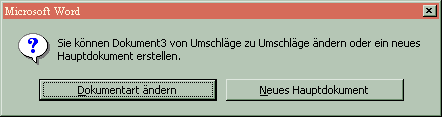 Microsoft Word
Sie können Dokument3 von Umschläge zu Umschläge ändern oder ein neues
Hauptdokument erstellen.
Dokumentart ändern
Neues Hauptdokument